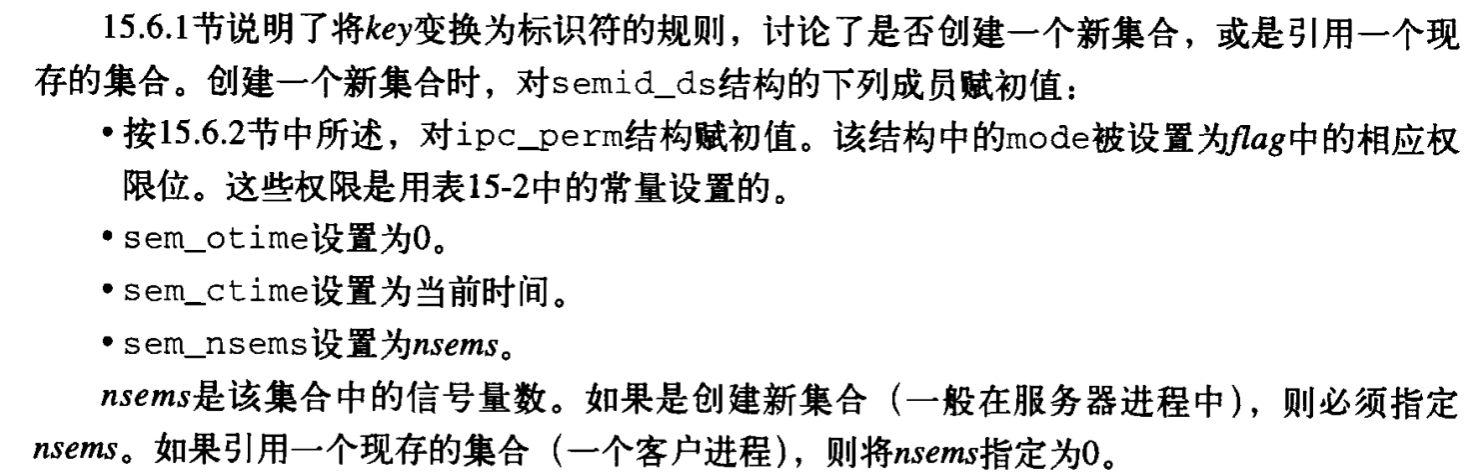 15.6.1节说明了将key变换为标识符的规则，讨论了是否创建一个新集合，或是引用一个现
存的集合。创建一个新集合时，对semid_ds结构的下列成员赋初值：
• 按15.6.2节中所述，对ipc_perm结构赋初值。该结构中的mode被设置为flag中的相应权
限位。这些权限是用表15-2中的常量设置的。
• sem_otime设置为0。
• sem_ctime设置为当前时间。
• sem_nsems设置为nsems。
nsems是该集合中的信号量数。如果是创建新集合（一般在服务器进程中），则必须指定
nsems。如果引用一个现存的集合（一个客户进程），则将nsems指定为0。